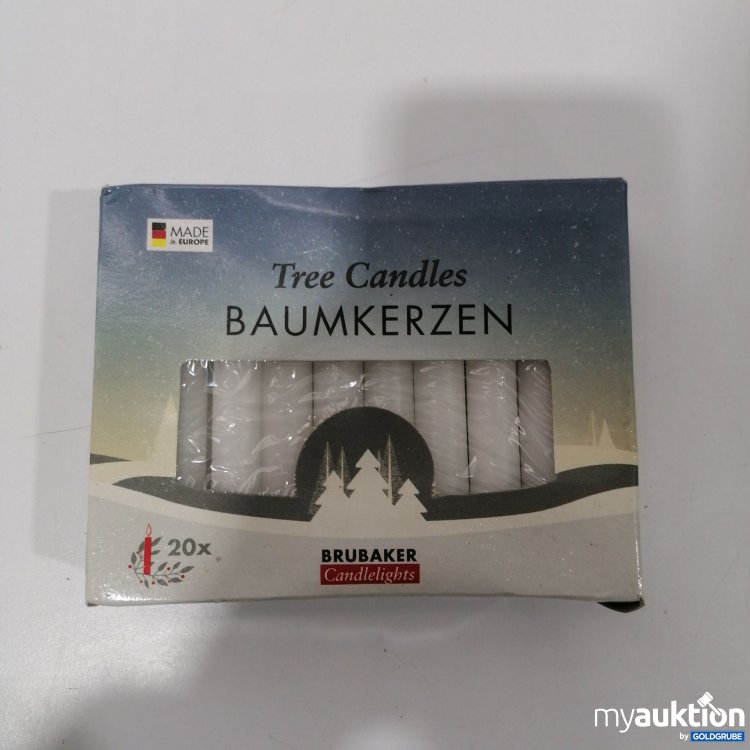 MADE
in EUROPE
Tree Candles
BAUMKERZEN
20x
BRUBAKER
Candlelights
myauktion
by GOLDGRUBE